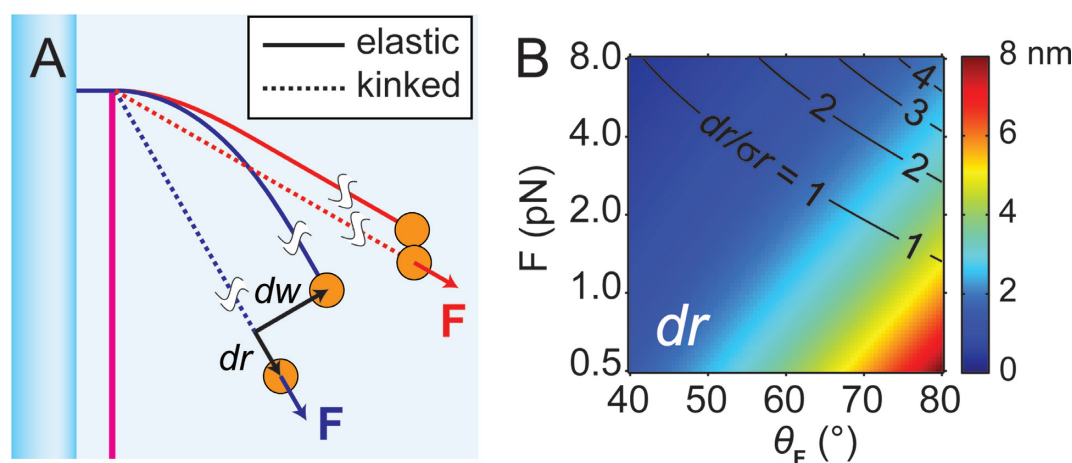 A
elastic
kinked
dw
dr
F
F
B
8.0
4.0
2.0
1.0
0.5
F (pN)
40 50 60 70 80
θF (°)
dr/σr = 1
1
2
2
3
3
4
dr
8 nm
6
4
2
0